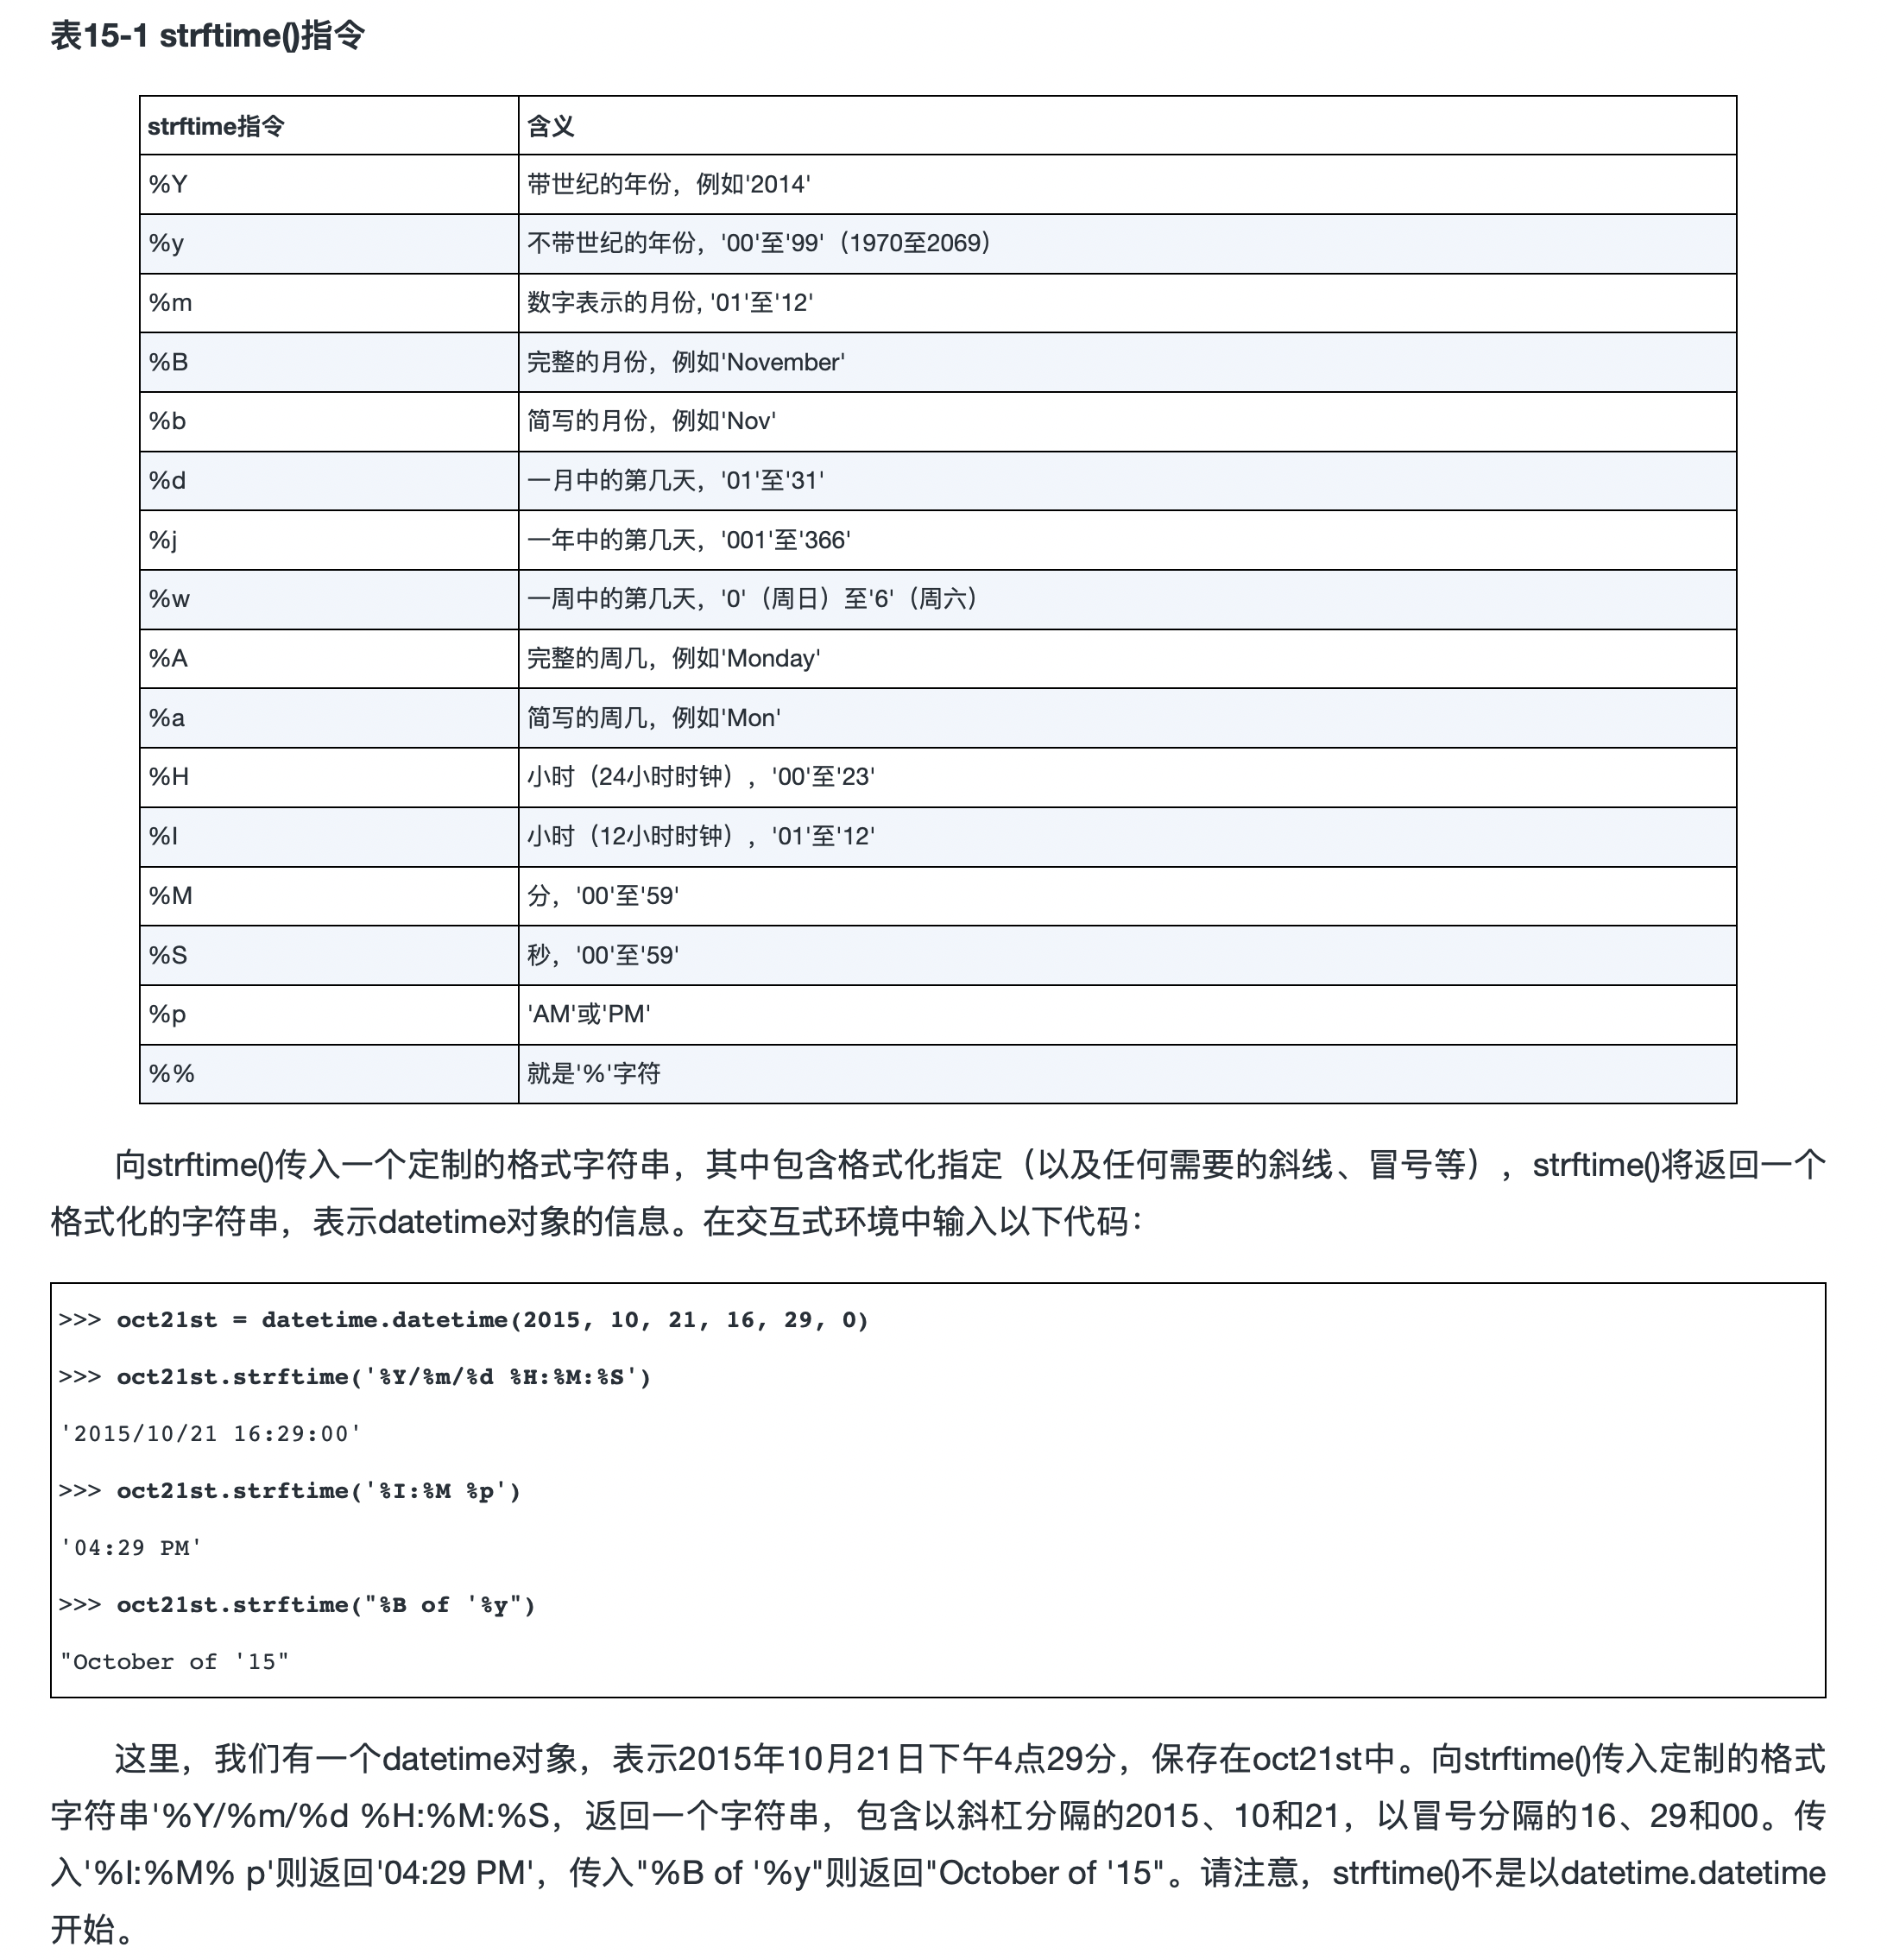 表15-1 strftime()指令
strftime指令 含义
%Y 带世纪的年份，例如'2014'
%y 不带世纪的年份，'00'至'99'（1970至2069）
%m 数字表示的月份, '01'至'12'
%B 完整的月份，例如'November'
%b 简写的月份，例如'Nov'
%d 一月中的第几天，'01'至'31'
%j 一年中的第几天，'001'至'366'
%w 一周中的第几天，'0'（周日）至'6'（周六）
%A 完整的周几，例如'Monday'
%a 简写的周几，例如'Mon'
%H 小时（24小时时钟），'00'至'23'
%I 小时（12小时时钟），'01'至'12'
%M 分，'00'至'59'
%S 秒，'00'至'59'
%p 'AM'或'PM'
%% 就是'%'字符
向strftime()传入一个定制的格式字符串，其中包含格式化指定（以及任何需要的斜线、冒号等），strftime()将返回一个
格式化的字符串，表示datetime对象的信息。在交互式环境中输入以下代码：
>>> oct21st = datetime.datetime(2015, 10, 21, 16, 29, 0)
>>> oct21st.strftime('%Y/%m/%d %H:%M:%S')
'2015/10/21 16:29:00'
>>> oct21st.strftime('%I:%M %p')
'04:29 PM'
>>> oct21st.strftime("%B of '%y")
"October of '15"
这里，我们有一个datetime对象，表示2015年10月21日下午4点29分，保存在oct21st中。向strftime()传入定制的格式
字符串'%Y/%m/%d %H:%M:%S，返回一个字符串，包含以斜杠分隔的2015、10和21，以冒号分隔的16、29和00。传
入'%I:%M% p'则返回'04:29 PM'，传入"%B of '%y"则返回"October of '15"。请注意，strftime()不是以datetime.datetime
开始。